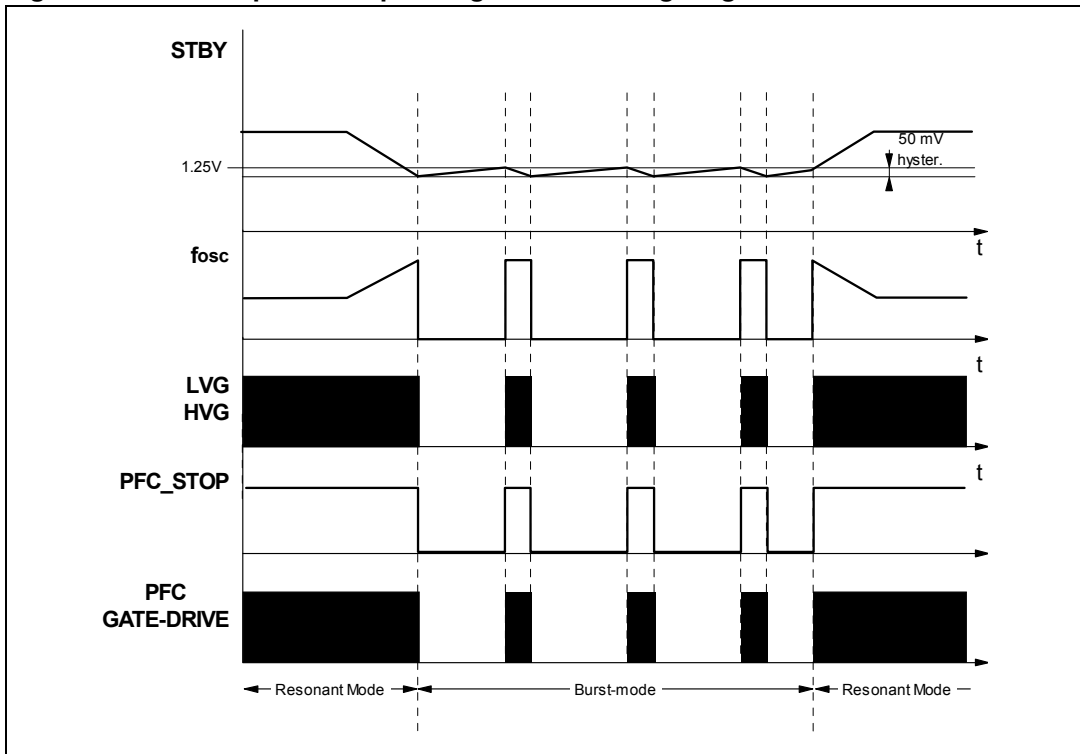 STBY
50 mV
hyster.
1.25V
t
fosc
t
LVG
HVG
t
PFC_STOP
PFC
GATE-DRIVE
Resonant Mode
Burst-mode
Resonant Mode